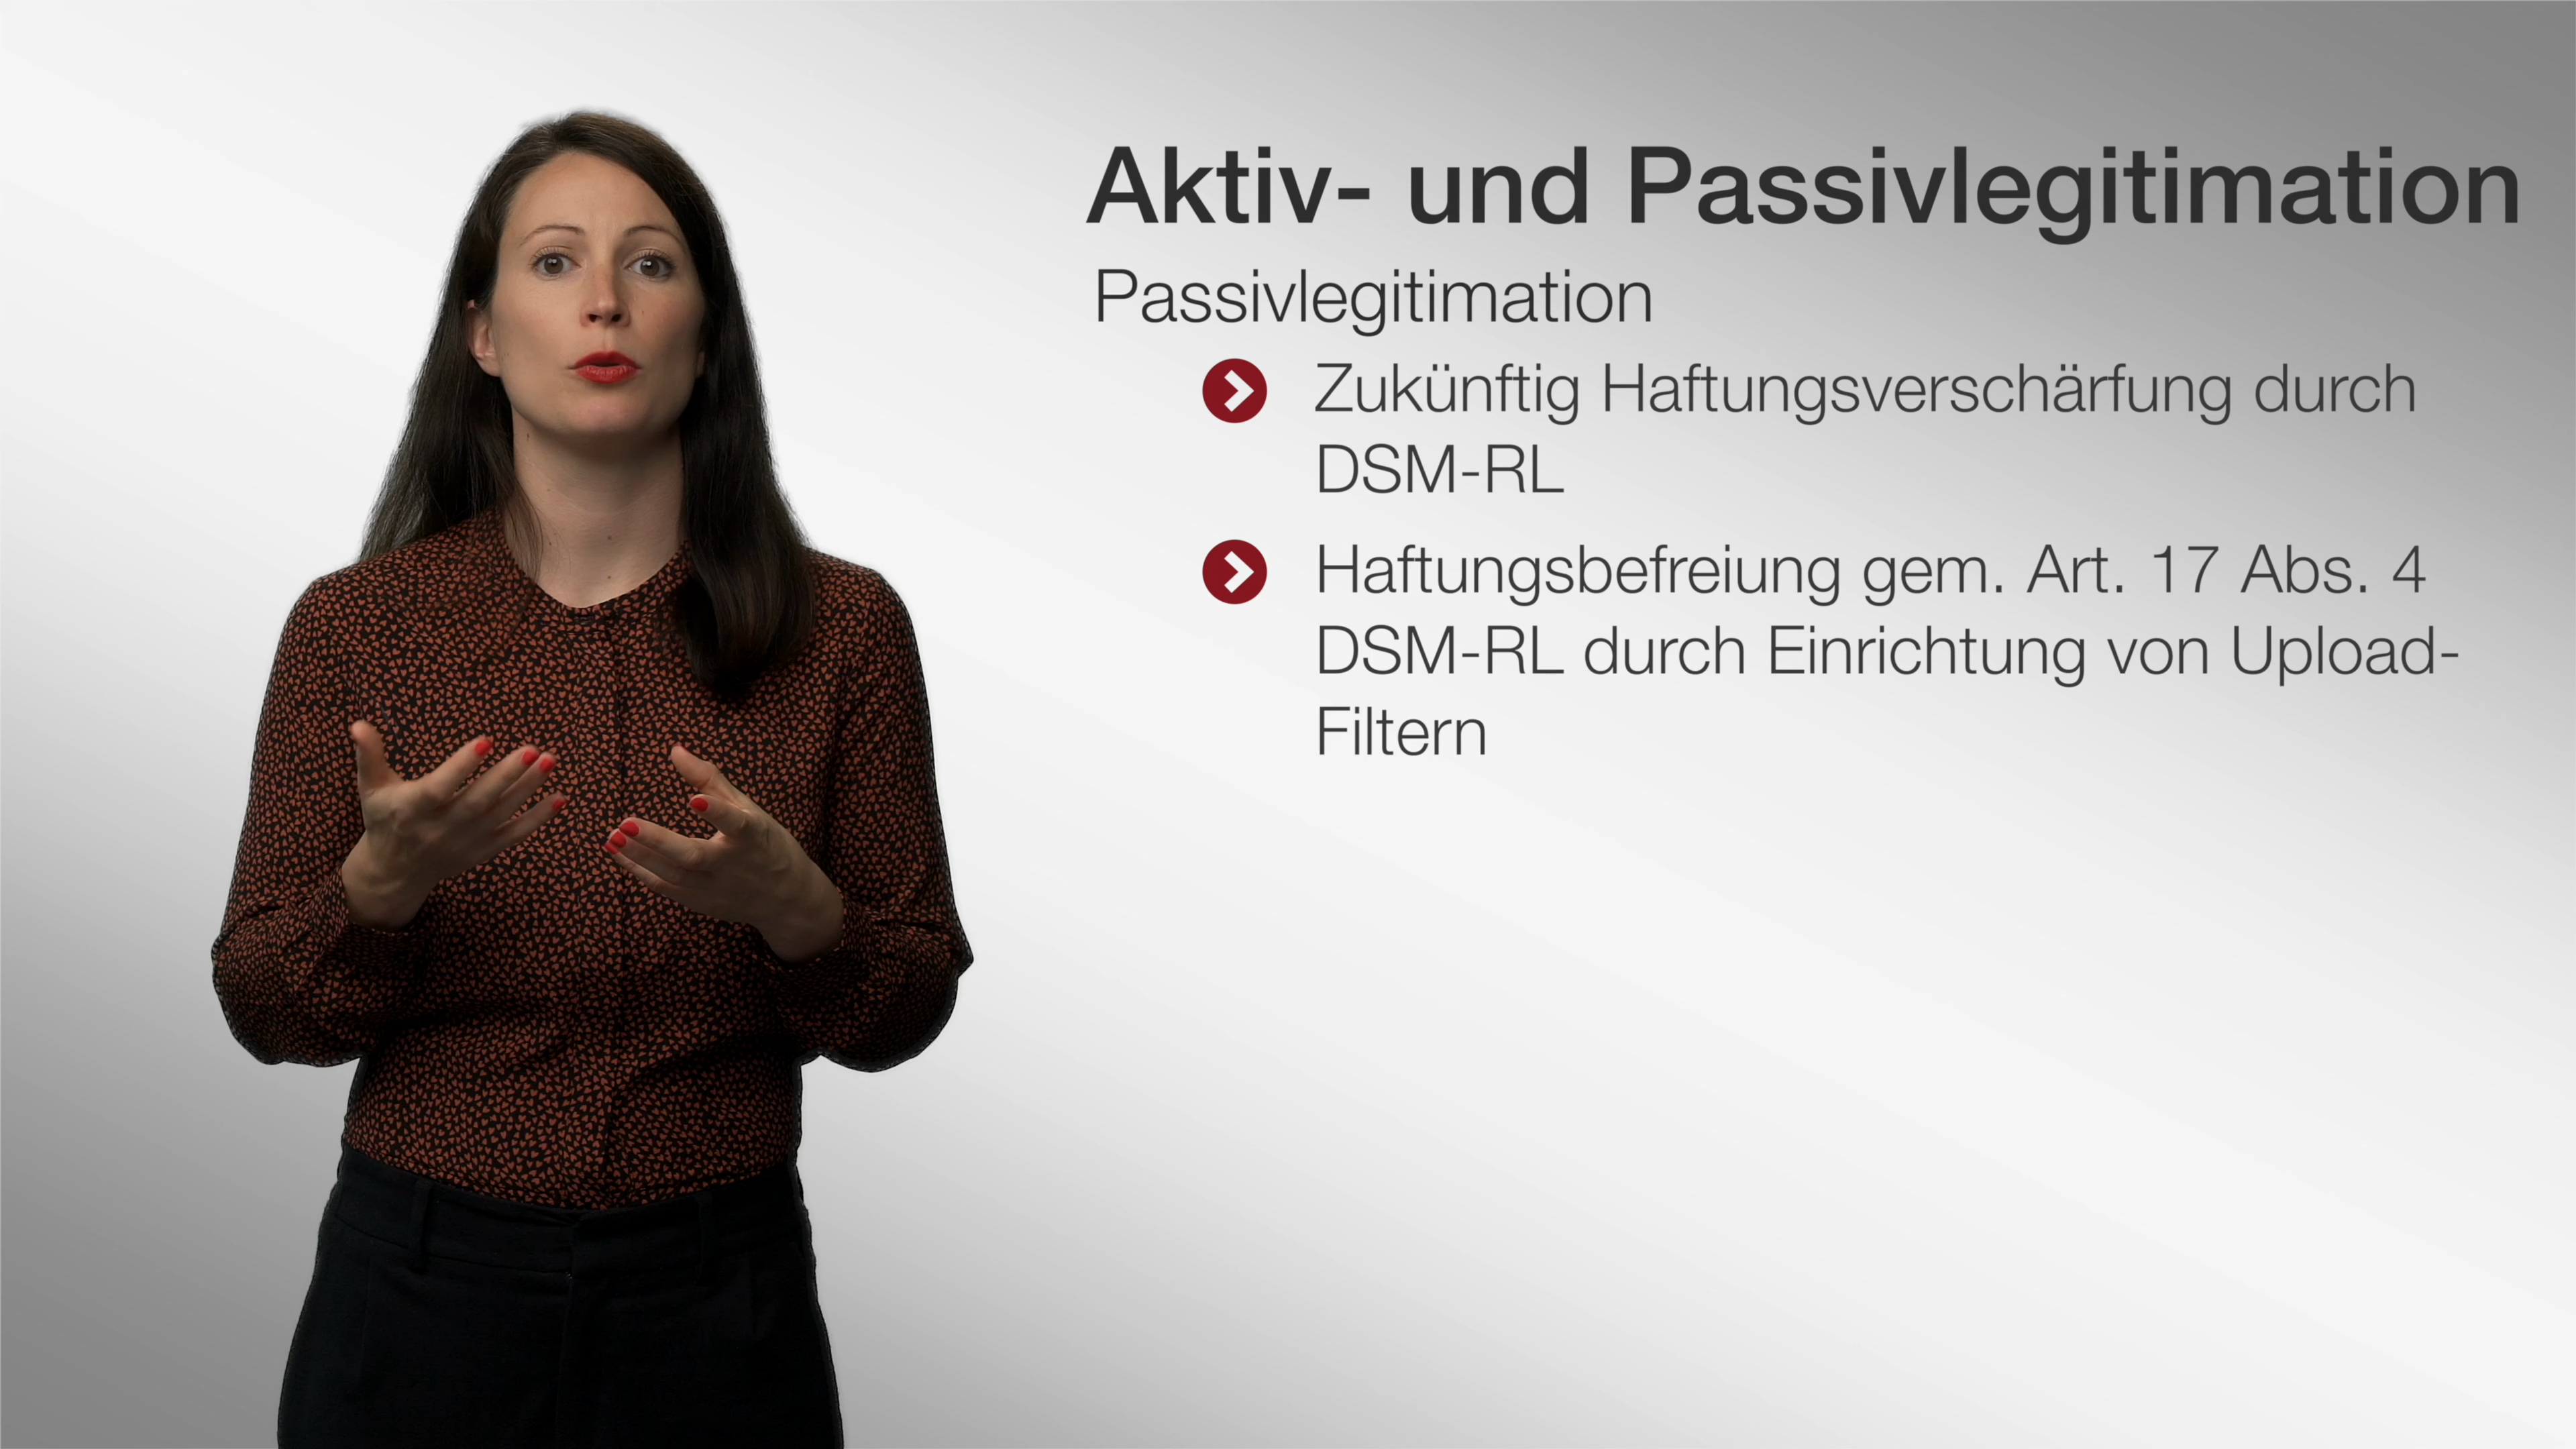 Aktiv- und Passivlegitimation
Passivlegitimation
Zukünftig Haftungsverschärfung durch
DSM-RL
Haftungsbefreiung gem. Art. 17 Abs. 4
DSM-RL durch Einrichtung von Upload-
Filtern